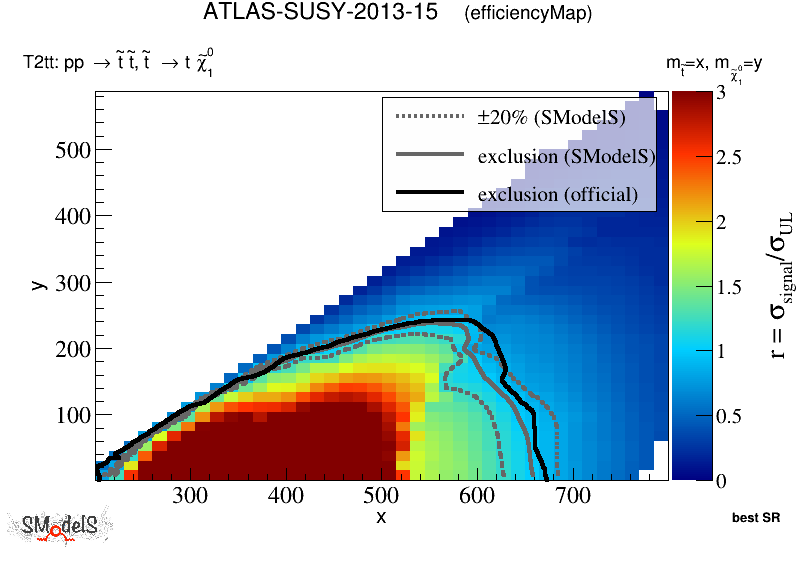 ATLAS-SUSY-2013-15 (efficiencyMap)
T2tt: pp → t̃ t̃, t̃ → t χ̃₁⁰
m_t̃=x, m_χ̃₁⁰=y
±20% (SModelS)
exclusion (SModelS)
exclusion (official)
500
400
300
200
100
y
300 400 500 600 700
x
3
2.5
2
1.5
1
0.5
0
r = σ_signal/σ_UL
SModelS
best SR